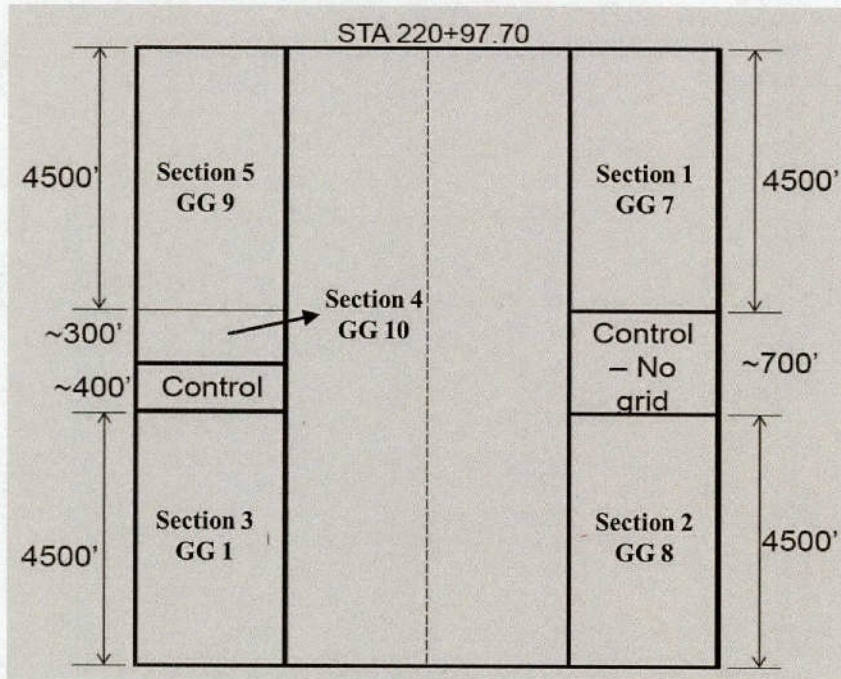 STA 220+97.70
4500’
Section 5
GG 9
Section 1
GG 7
4500’
Section 4
GG 10
~300’
Control
– No
grid
~700’
~400’
Control
4500’
Section 3
GG 1
Section 2
GG 8
4500’